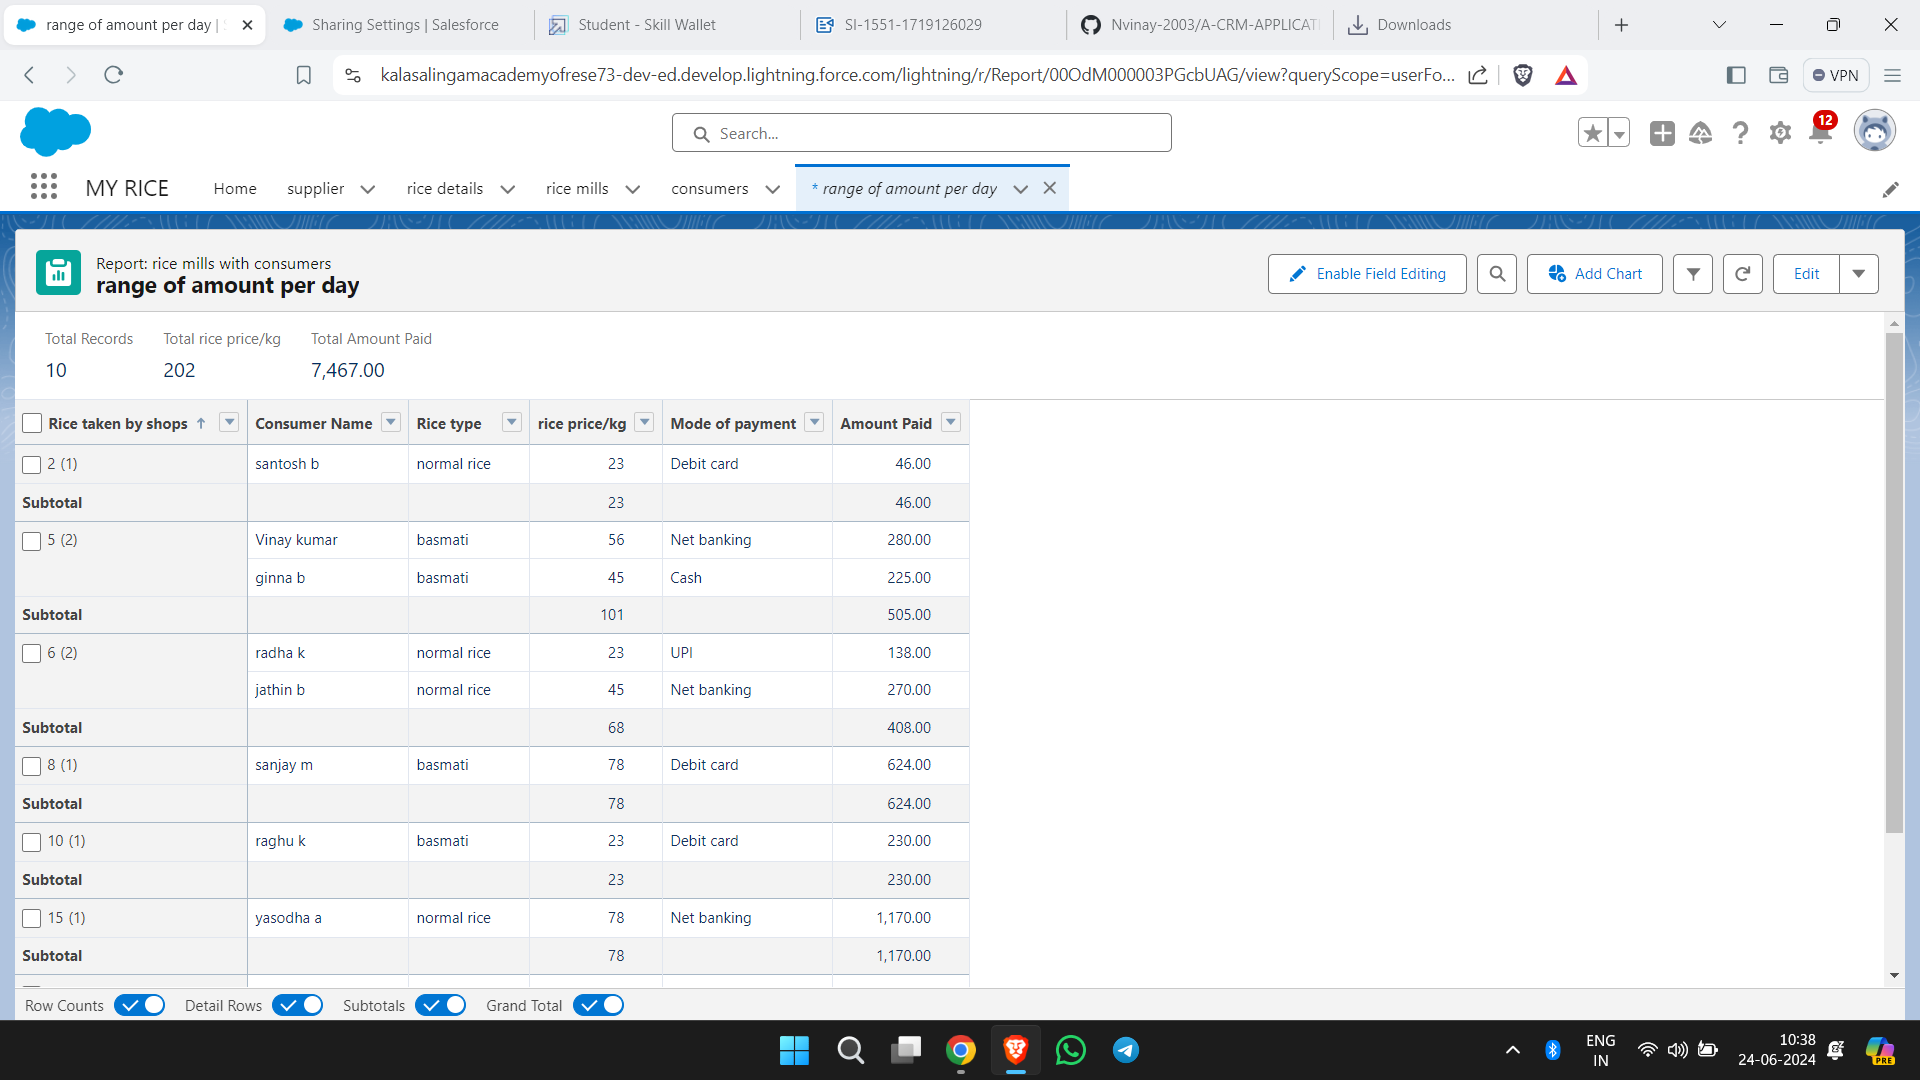 range of amount per day | S
Sharing Settings | Salesforce
Student - Skill Wallet
SI-1551-1719126029
Nvinay-2003/A-CRM-APPLICATI
Downloads
kalasalingamacademyofrese73-dev-ed.develop.lightning.force.com/lightning/r/Report/00OdM000003PGcbUAG/view?queryScope=userFo...
VPN
Search...
12
MY RICE
Home
supplier
rice details
rice mills
consumers
* range of amount per day
Report: rice mills with consumers
range of amount per day
Enable Field Editing
Add Chart
Edit
Total Records
Total rice price/kg
Total Amount Paid
10
202
7,467.00
Rice taken by shops ↑ Consumer Name Rice type rice price/kg Mode of payment Amount Paid
2 (1) santosh b normal rice 23 Debit card 46.00
Subtotal 23 46.00
5 (2) Vinay kumar basmati 56 Net banking 280.00
ginna b basmati 45 Cash 225.00
Subtotal 101 505.00
6 (2) radha k normal rice 23 UPI 138.00
jathin b normal rice 45 Net banking 270.00
Subtotal 68 408.00
8 (1) sanjay m basmati 78 Debit card 624.00
Subtotal 78 624.00
10 (1) raghu k basmati 23 Debit card 230.00
Subtotal 23 230.00
15 (1) yasodha a normal rice 78 Net banking 1,170.00
Subtotal 78 1,170.00
Row Counts
Detail Rows
Subtotals
Grand Total
ENG
IN
10:38
24-06-2024
PRE